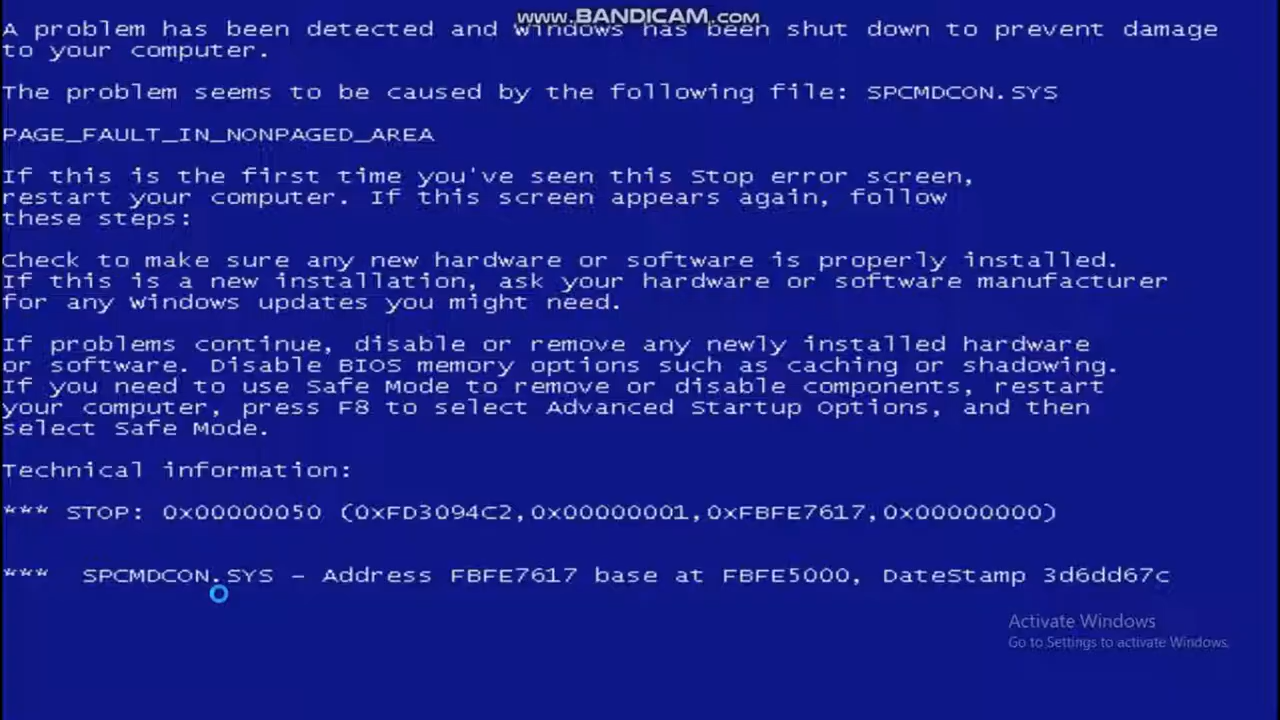 www.BANDICAM.com
A problem has been detected and Windows has been shut down to prevent damage
to your computer.
The problem seems to be caused by the following file: SPCMDCON.SYS
PAGE_FAULT_IN_NONPAGED_AREA
If this is the first time you've seen this Stop error screen,
restart your computer. If this screen appears again, follow
these steps:
Check to make sure any new hardware or software is properly installed.
If this is a new installation, ask your hardware or software manufacturer
for any Windows updates you might need.
If problems continue, disable or remove any newly installed hardware
or software. Disable BIOS memory options such as caching or shadowing.
If you need to use Safe Mode to remove or disable components, restart
your computer, press F8 to select Advanced Startup Options, and then
select Safe Mode.
Technical information:
*** STOP: 0x00000050 (0xFD3094C2,0x00000001,0xFBFE7617,0x00000000)
*** SPCMDCON.SYS – Address FBFE7617 base at FBFE5000, DateStamp 3d6dd67c
Activate Windows
Go to Settings to activate Windows.